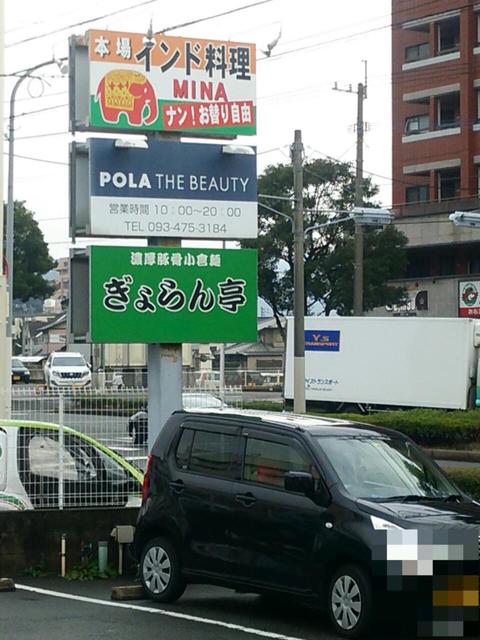 本場インド料理
MINA
ナン!お替り自由
POLA THE BEAUTY
営業時間 10:00〜20:00
TEL 093-475-3184
濃厚豚骨小倉麺
ぎょらん亭
Y.S